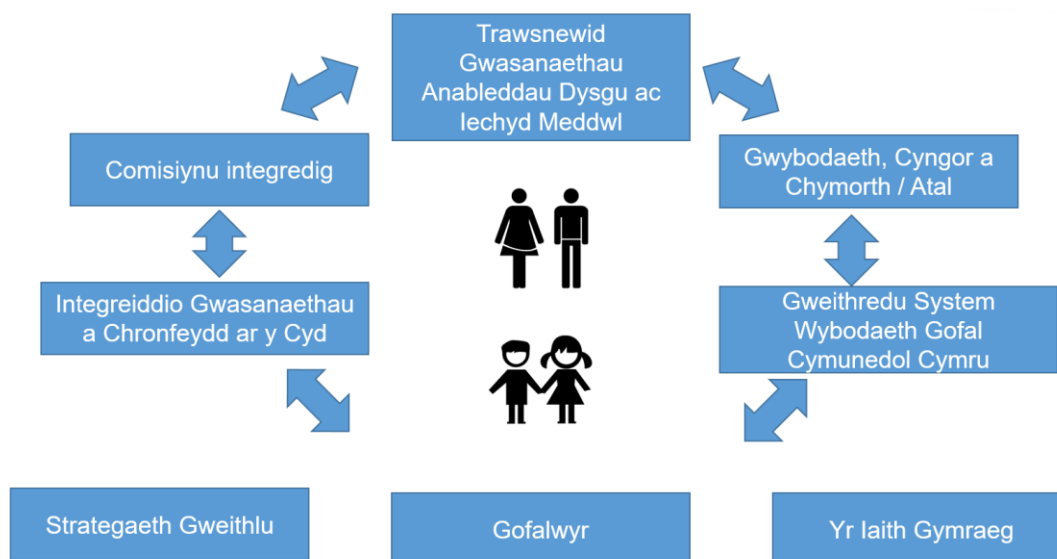 Trawsnewid
Gwasanaethau
Anableddau Dysgu ac
Iechyd Meddwl
Comisiynu integredig
Gwybodaeth, Cyngor a
Chymorth / Atal
Integreiddio Gwasanaethau
a Chronfeydd ar y Cyd
Gweithredu System
Wybodaeth Gofal
Cymunedol Cymru
Strategaeth Gweithlu
Gofalwyr
Yr Iaith Gymraeg